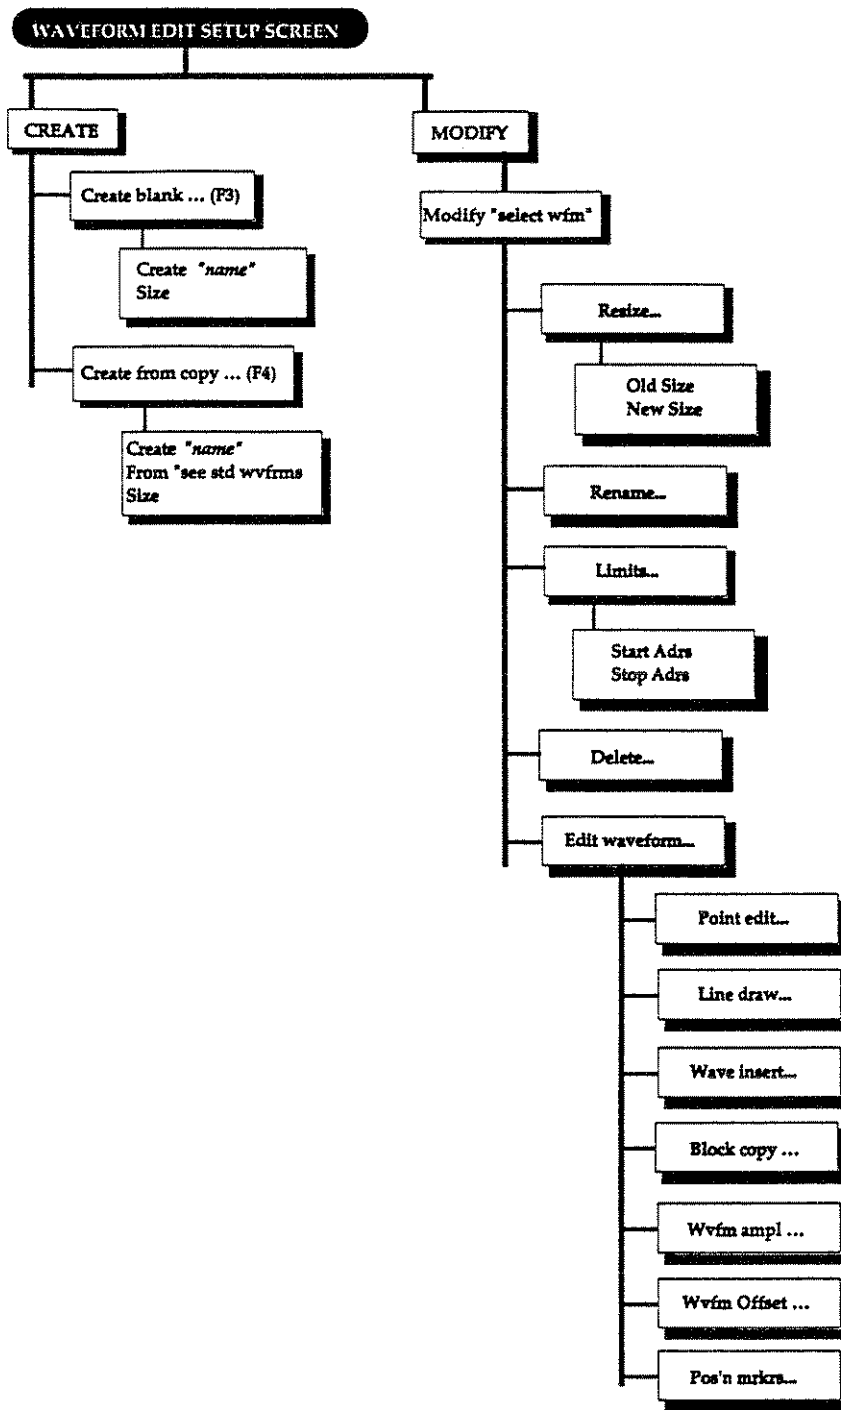 WAVEFORM EDIT SETUP SCREEN
CREATE
Create blank ... (F3)
Create "name"
Size
Create from copy ... (F4)
Create "name"
From "see std wvfrms
Size
MODIFY
Modify "select wfm"
Resize...
Old Size
New Size
Rename...
Limits...
Start Adrs
Stop Adrs
Delete...
Edit waveform...
Point edit...
Line draw...
Wave insert...
Block copy ...
Wvfm ampl ...
Wvfm Offset ...
Pos'n mrkrs...